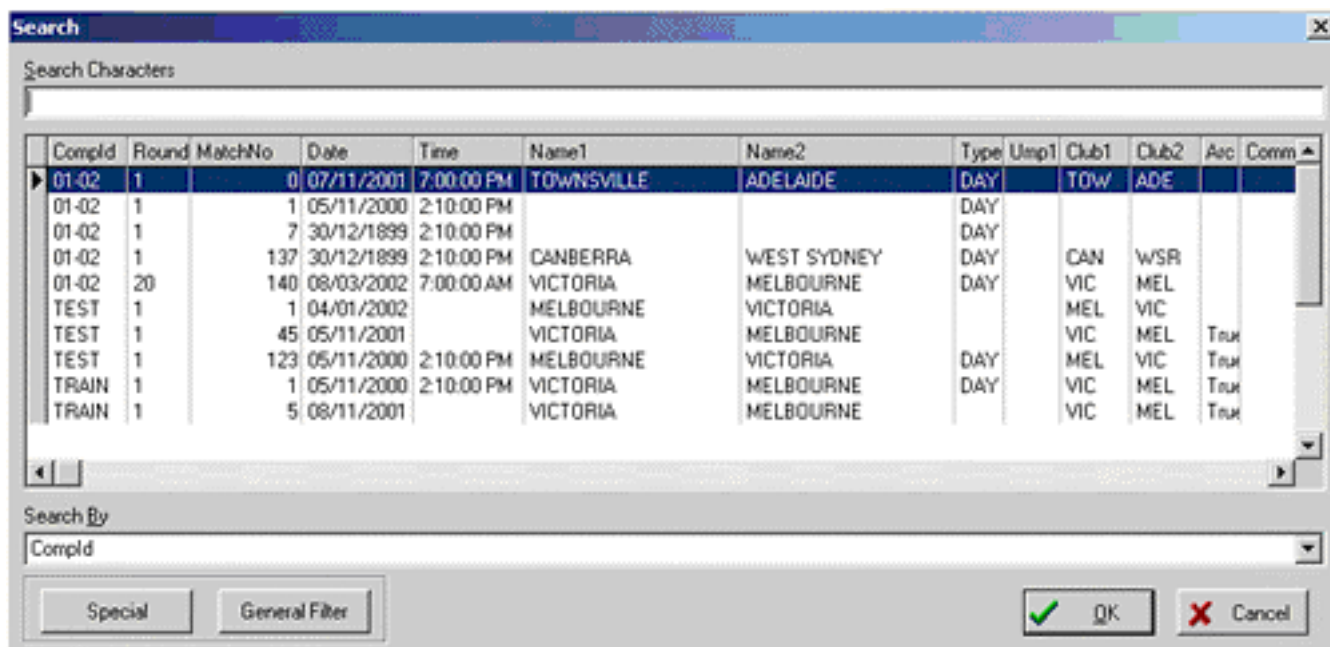 Search
Search Characters
CompId Round MatchNo Date Time Name1 Name2 Type Ump1 Club1 Club2 Arc Comm
01-02 1 0 07/11/2001 7:00:00 PM TOWNSVILLE ADELAIDE DAY TOW ADE
01-02 1 1 05/11/2000 2:10:00 PM DAY
01-02 1 7 30/12/1899 2:10:00 PM DAY
01-02 1 137 30/12/1899 2:10:00 PM CANBERRA WEST SYDNEY DAY CAN WSR
01-02 20 140 08/03/2002 7:00:00 AM VICTORIA MELBOURNE DAY VIC MEL
TEST 1 1 04/01/2002 MELBOURNE VICTORIA MEL VIC
TEST 1 45 05/11/2001 VICTORIA MELBOURNE VIC MEL True
TEST 1 123 05/11/2000 2:10:00 PM MELBOURNE VICTORIA DAY MEL VIC True
TRAIN 1 1 05/11/2000 2:10:00 PM VICTORIA MELBOURNE DAY VIC MEL True
TRAIN 1 5 08/11/2001 VICTORIA MELBOURNE VIC MEL True
Search By
CompId
Special General Filter OK Cancel